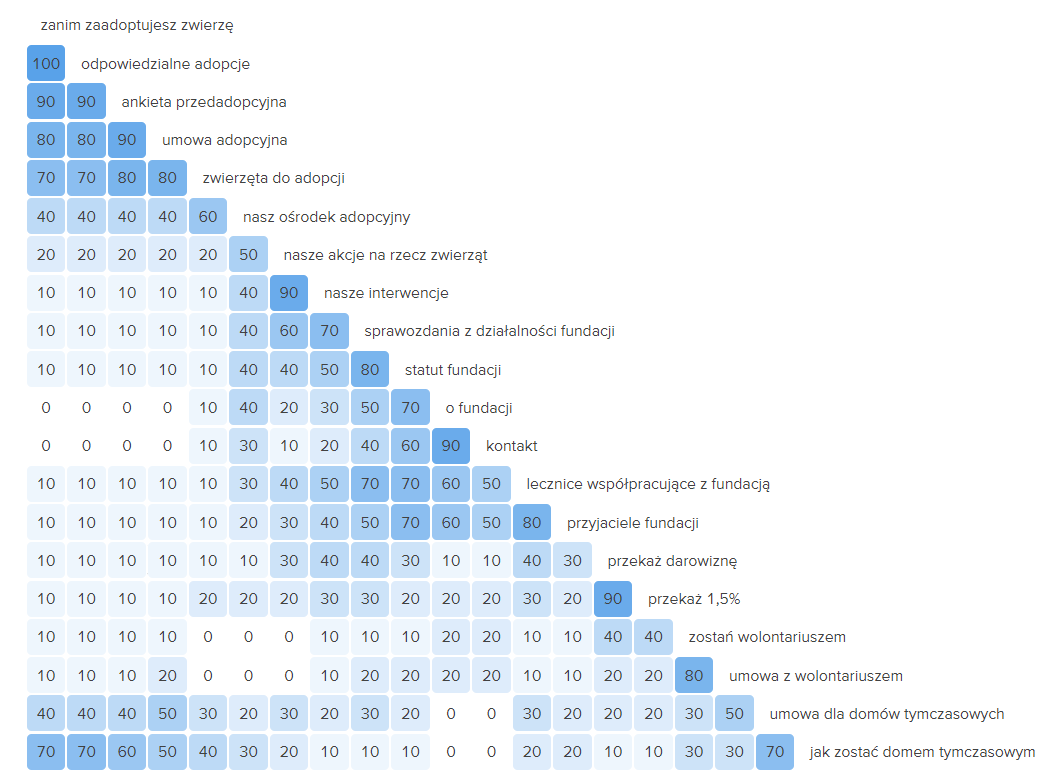 zanim zaadoptujesz zwierzę
100 odpowiedzialne adopcje
90 90 ankieta przedadopcyjna
80 80 90 umowa adopcyjna
70 70 80 80 zwierzęta do adopcji
40 40 40 40 60 nasz ośrodek adopcyjny
20 20 20 20 20 50 nasze akcje na rzecz zwierząt
10 10 10 10 10 40 90 nasze interwencje
10 10 10 10 10 40 60 70 sprawozdania z działalności fundacji
10 10 10 10 10 40 40 50 80 statut fundacji
0 0 0 0 10 40 20 30 50 70 o fundacji
0 0 0 0 10 30 10 20 40 60 90 kontakt
10 10 10 10 10 30 40 50 70 70 60 50 lecznice współpracujące z fundacją
10 10 10 10 10 20 30 40 50 70 60 50 80 przyjaciele fundacji
10 10 10 10 10 10 30 40 40 30 10 10 40 30 przekaż darowiznę
10 10 10 10 20 20 20 30 30 20 20 20 30 20 90 przekaż 1,5%
10 10 10 10 0 0 0 10 10 10 20 20 10 10 40 40 zostań wolontariuszem
10 10 10 20 0 0 0 10 20 20 20 20 10 10 20 20 80 umowa z wolontariuszem
40 40 40 50 30 20 30 20 30 20 0 0 30 20 20 20 30 50 umowa dla domów tymczasowych
70 70 60 50 40 30 20 10 10 10 0 0 20 20 10 10 30 30 70 jak zostać domem tymczasowym